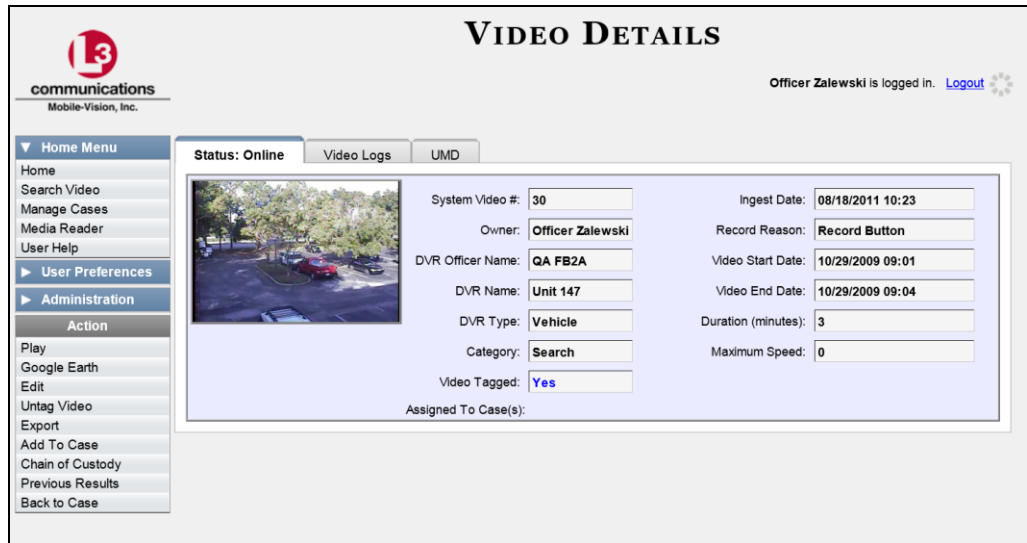 VIDEO DETAILS
L3
communications
Mobile-Vision, Inc.
Officer Zalewski is logged in. Logout
▼ Home Menu
Home
Search Video
Manage Cases
Media Reader
User Help
▶ User Preferences
▶ Administration
Action
Play
Google Earth
Edit
Untag Video
Export
Add To Case
Chain of Custody
Previous Results
Back to Case
Status: Online Video Logs UMD
System Video #: 30
Owner: Officer Zalewski
DVR Officer Name: QA FB2A
DVR Name: Unit 147
DVR Type: Vehicle
Category: Search
Video Tagged: Yes
Assigned To Case(s):
Ingest Date: 08/18/2011 10:23
Record Reason: Record Button
Video Start Date: 10/29/2009 09:01
Video End Date: 10/29/2009 09:04
Duration (minutes): 3
Maximum Speed: 0